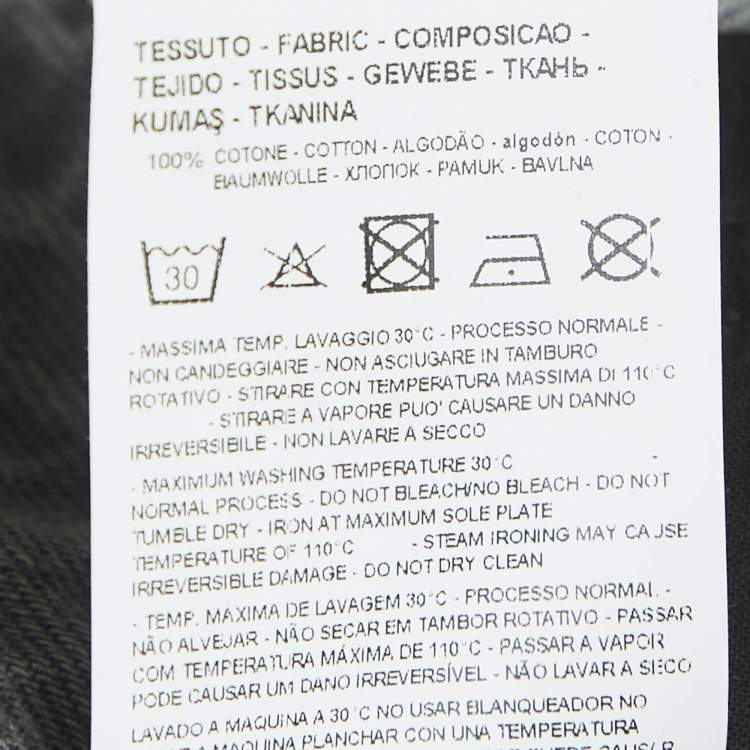 TESSUTO - FABRIC - COMPOSICAO -
TEJIDO - TISSUS - GEWEBE - ТКАНЬ -
KUMAŞ - TKANINA
100% COTONE - COTTON - ALGODÃO - algodón - COTON -
BAUMWOLLE - ХЛОПОК - PAMUK - BAVLNA
30
- MASSIMA TEMP. LAVAGGIO 30°C - PROCESSO NORMALE -
NON CANDEGGIARE - NON ASCIUGARE IN TAMBURO
ROTATIVO - STIRARE CON TEMPERATURA MASSIMA DI 110°C
- STIRARE A VAPORE PUO' CAUSARE UN DANNO
IRREVERSIBILE - NON LAVARE A SECCO
- MAXIMUM WASHING TEMPERATURE 30°C -
NORMAL PROCESS - DO NOT BLEACH/NO BLEACH - DO NOT
TUMBLE DRY - IRON AT MAXIMUM SOLE PLATE
TEMPERATURE OF 110°C - STEAM IRONING MAY CAUSE
IRREVERSIBLE DAMAGE - DO NOT DRY CLEAN
- TEMP. MÁXIMA DE LAVAGEM 30°C - PROCESSO NORMAL -
NÃO ALVEJAR - NÃO SECAR EM TAMBOR ROTATIVO - PASSAR
COM TEMPERATURA MÁXIMA DE 110°C - PASSAR A VAPOR
PODE CAUSAR UM DANO IRREVERSÍVEL - NÃO LAVAR A SECO
LAVADO A MAQUINA A 30°C NO USAR BLANQUEADOR NO
A MAQUINA PLANCHAR CON UNA TEMPERATURA